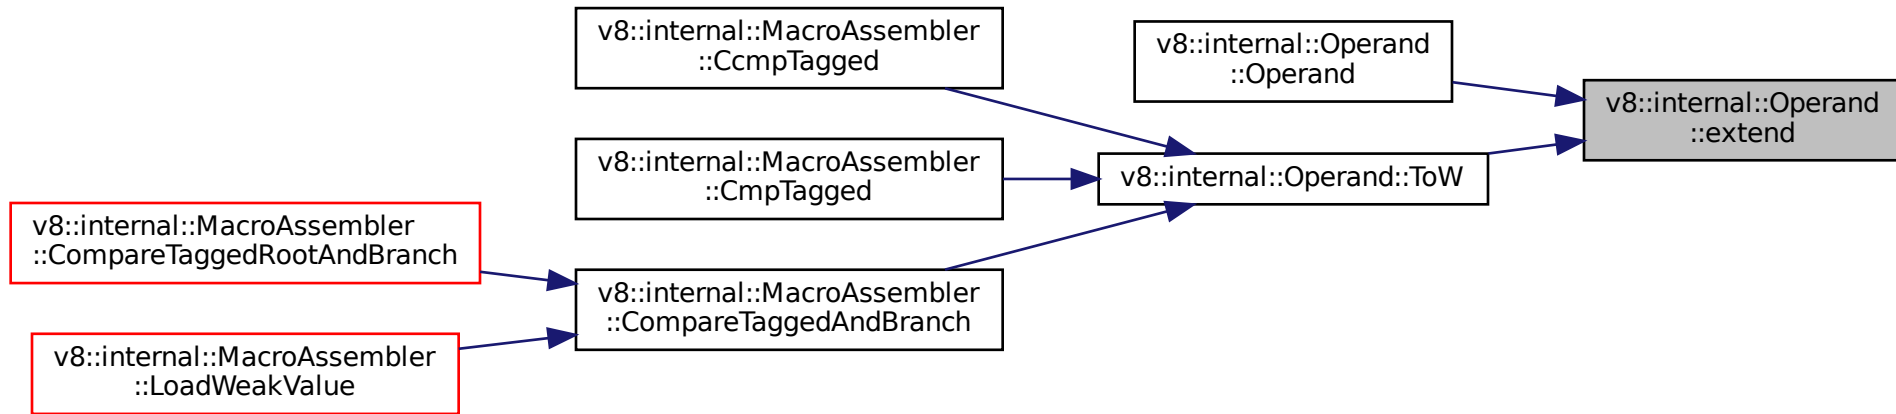 v8::internal::MacroAssembler
::CcmpTagged
v8::internal::Operand
::Operand
v8::internal::Operand
::extend
v8::internal::MacroAssembler
::CmpTagged
v8::internal::Operand::ToW
v8::internal::MacroAssembler
::CompareTaggedRootAndBranch
v8::internal::MacroAssembler
::CompareTaggedAndBranch
v8::internal::MacroAssembler
::LoadWeakValue